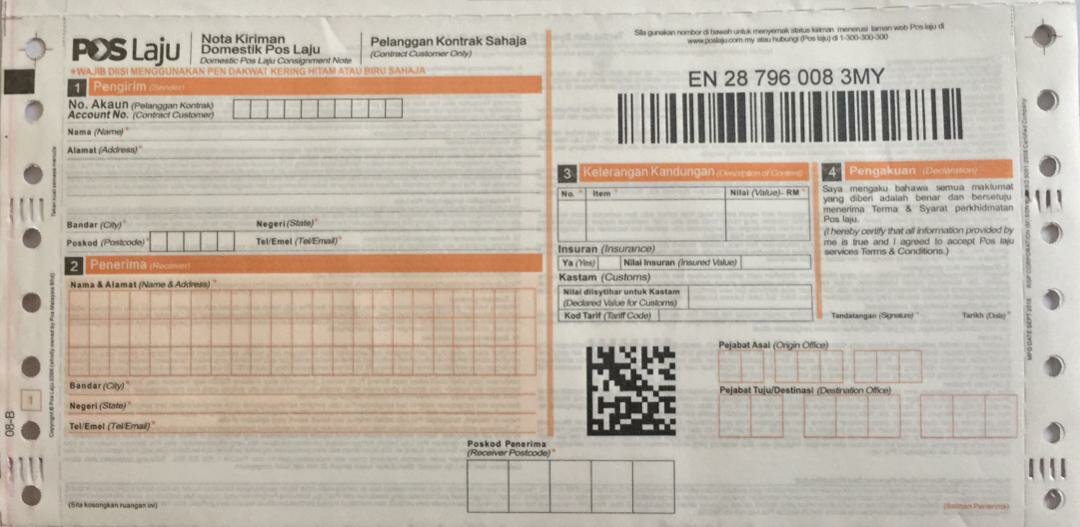 POS Laju
Nota Kiriman
Domestik Pos Laju
Domestic Pos Laju Consignment Note
Pelanggan Kontrak Sahaja
(Contract Customer Only)
Sila gunakan nombor di bawah untuk menyemak status kiriman menerusi laman web Pos laju di
www.poslaju.com.my atau hubungi (Pos laju) di 1-300-300-300
*WAJIB DIISI MENGGUNAKAN PEN DAKWAT KERING HITAM ATAU BIRU SAHAJA
EN 28 796 008 3MY
1 Pengirim (Sender)
No. Akaun (Pelanggan Kontrak)
Account No. (Contract Customer)
Nama (Name)*
Alamat (Address)*
Bandar (City)*
Negeri (State)*
Poskod (Postcode)*
Tel/Emel (Tel/Email)*
2 Penerima (Receiver)
Nama & Alamat (Name & Address)*
Bandar (City)*
Negeri (State)*
Tel/Emel (Tel/Email)*
3 Keterangan Kandungan (Description of Content)
No.* Item* Nilai (Value)- RM*
Insuran (Insurance)
Ya (Yes) Nilai Insuran (Insured Value)
Kastam (Customs)
Nilai diisytihar untuk Kastam
(Declared Value for Customs)
Kod Tarif (Tariff Code)
4 Pengakuan (Declaration)
Saya mengaku bahawa semua maklumat
yang diberi adalah benar dan bersetuju
menerima Terma & Syarat perkhidmatan
Pos laju.
(I hereby certify that all information provided by
me is true and I agreed to accept Pos laju
services Terms & Conditions.)
Tandatangan (Signature)*
Tarikh (Date)*
Pejabat Asal (Origin Office)
Pejabat Tuju/Destinasi (Destination Office)
Poskod Penerima
(Receiver Postcode)*
(Sila kosongkan ruangan ini)
(Salinan Penerima)
1
08-B